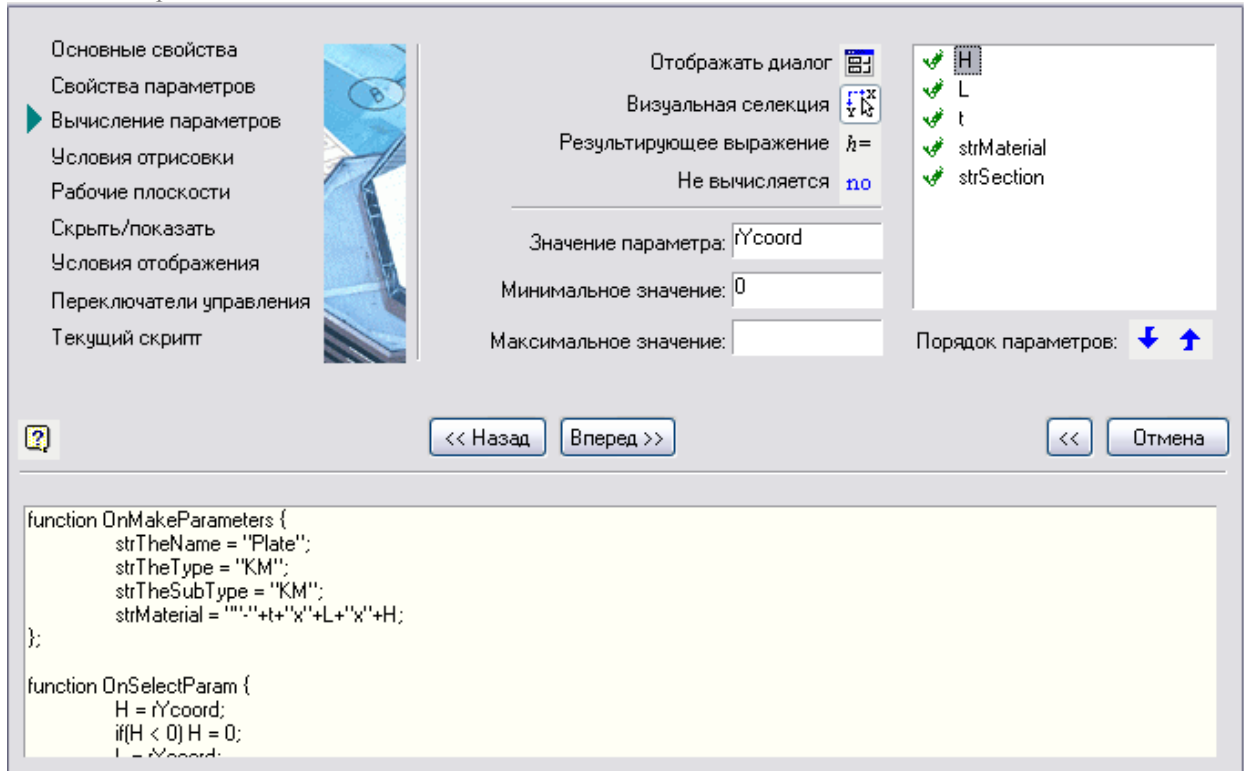 Основные свойства
Свойства параметров
Вычисление параметров
Условия отрисовки
Рабочие плоскости
Скрыть/показать
Условия отображения
Переключатели управления
Текущий скрипт
B
Отображать диалог
Визуальная селекция
Результирующее выражение h=
Не вычисляется no
Значение параметра: rYcoord
Минимальное значение: 0
Максимальное значение:
H
L
t
strMaterial
strSection
Порядок параметров:
<< Назад
Вперед >>
<<
Отмена
function OnMakeParameters {
strTheName = "Plate";
strTheType = "KM";
strTheSubType = "KM";
strMaterial = ""-"+t+"x"+L+"x"+H;
};
function OnSelectParam {
H = rYcoord;
if(H < 0) H = 0;